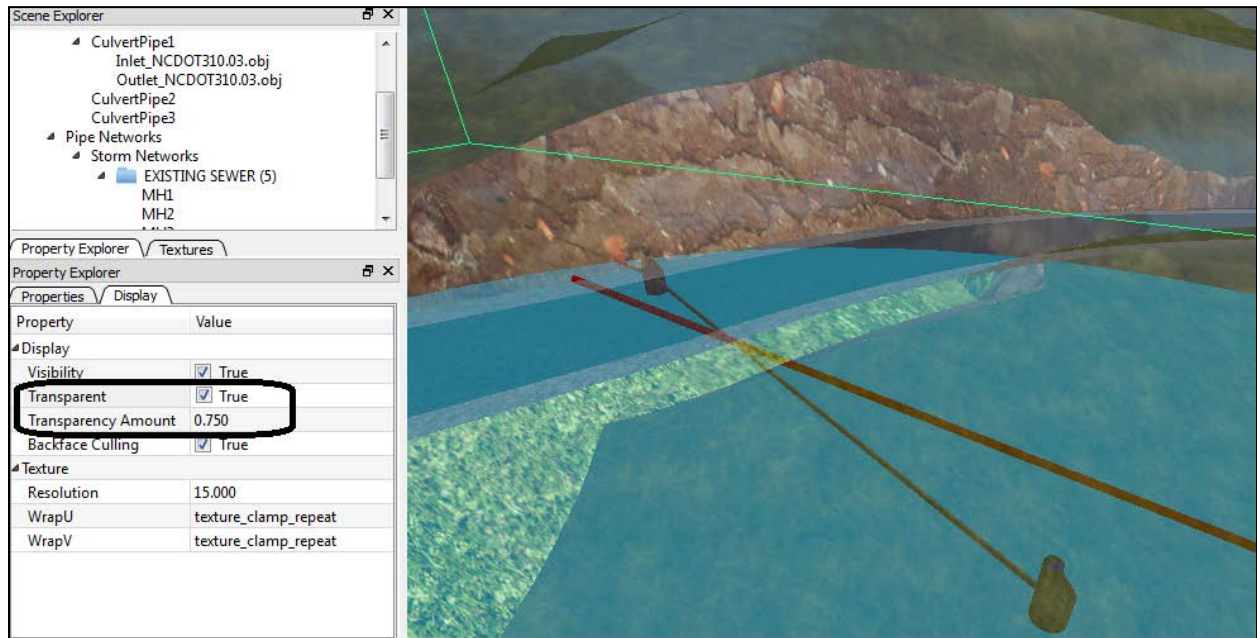 Scene Explorer
CulvertPipe1
Inlet_NCDOT310.03.obj
Outlet_NCDOT310.03.obj
CulvertPipe2
CulvertPipe3
Pipe Networks
Storm Networks
EXISTING SEWER (5)
MH1
MH2
Property Explorer Textures
Property Explorer
Properties Display
Property Value
Display
Visibility True
Transparent True
Transparency Amount 0.750
Backface Culling True
Texture
Resolution 15.000
WrapU texture_clamp_repeat
WrapV texture_clamp_repeat